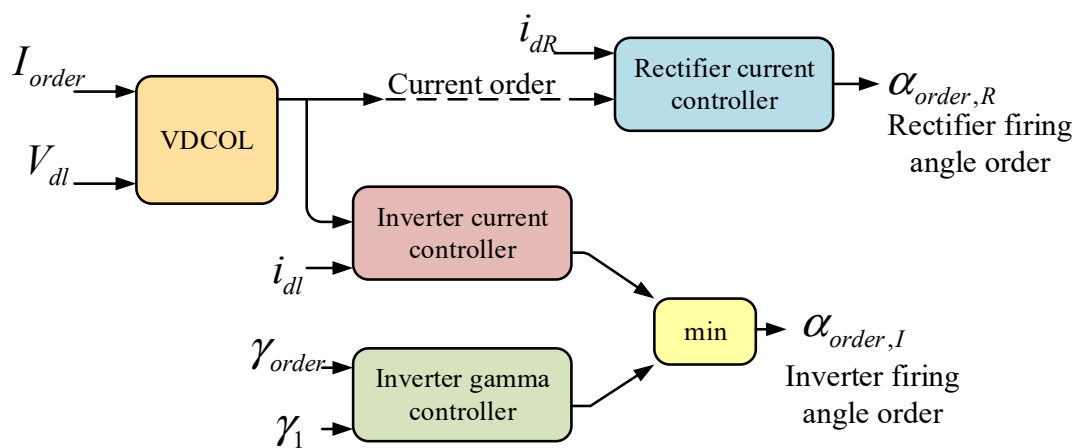 I_order
V_dl
VDCOL
Current order
i_dR
Rectifier current
controller
α_order,R
Rectifier firing
angle order
Inverter current
controller
i_dl
γ_order
γ_1
Inverter gamma
controller
min
α_order,I
Inverter firing
angle order